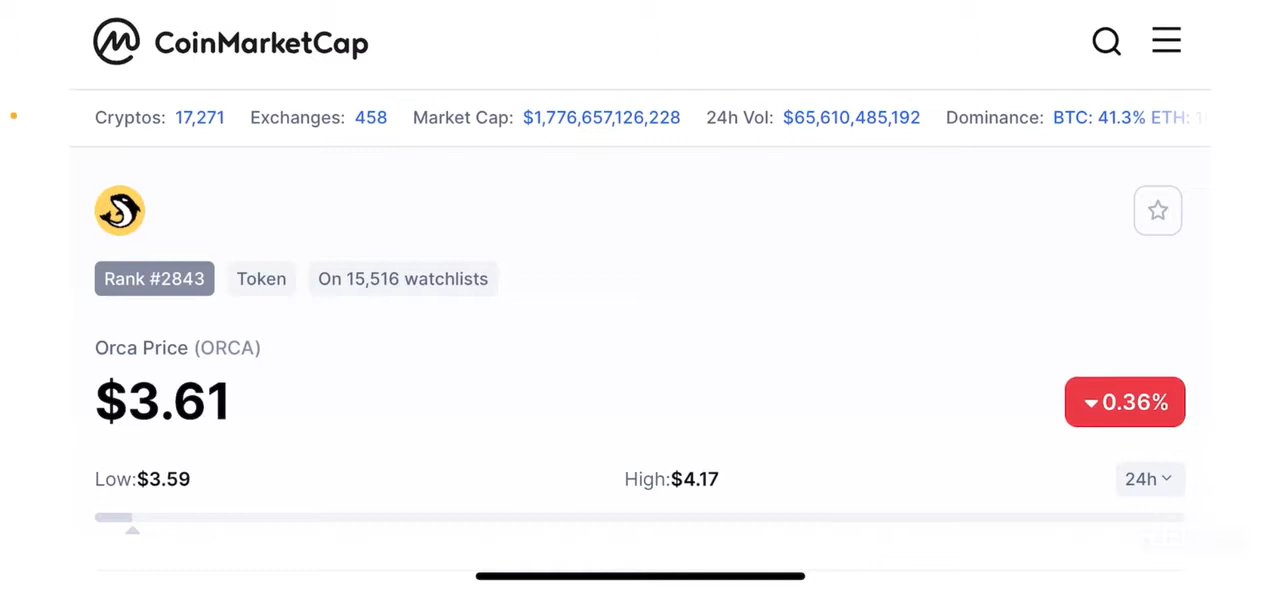 CoinMarketCap
Cryptos: 17,271 Exchanges: 458 Market Cap: $1,776,657,126,228 24h Vol: $65,610,485,192 Dominance: BTC: 41.3% ETH:
Rank #2843 Token On 15,516 watchlists
Orca Price (ORCA)
$3.61 0.36%
Low:$3.59 High:$4.17 24h